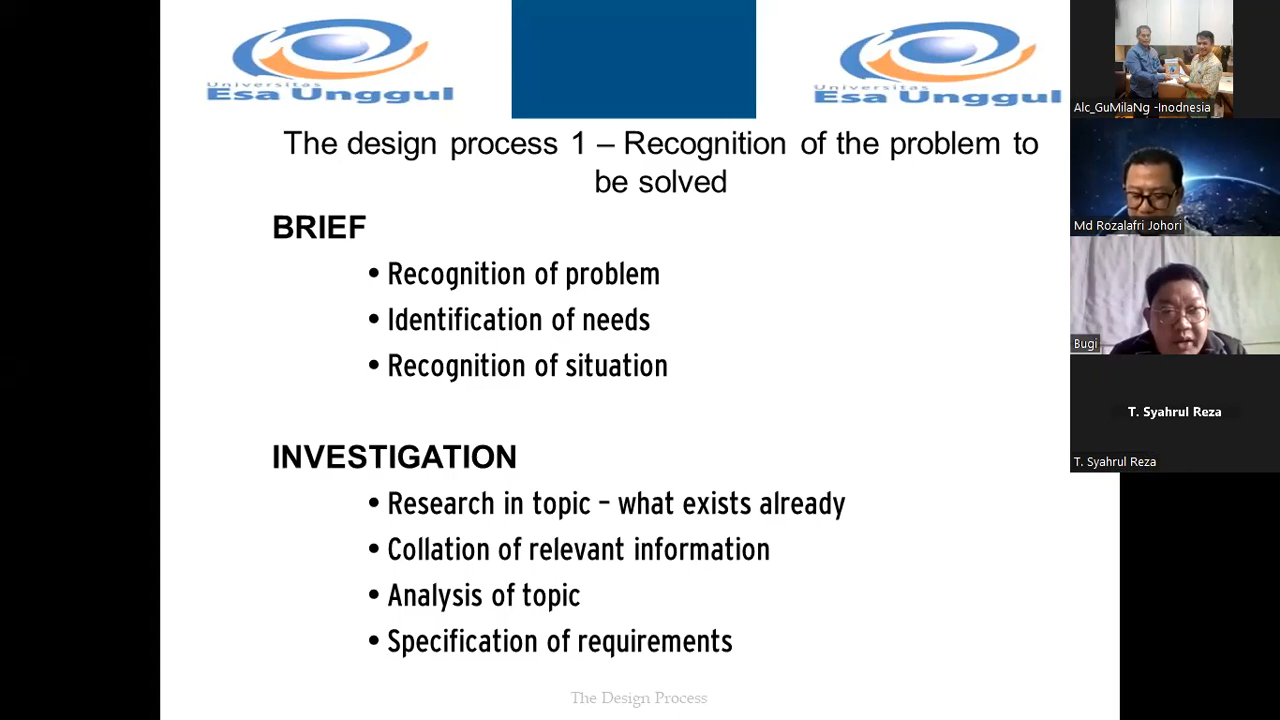 Universitas
Esa Unggul
Universitas
Esa Unggul
The design process 1 – Recognition of the problem to
be solved
BRIEF
• Recognition of problem
• Identification of needs
• Recognition of situation
INVESTIGATION
• Research in topic – what exists already
• Collation of relevant information
• Analysis of topic
• Specification of requirements
The Design Process
Alc_GuMilaNg -Inodnesia
Md Rozalafri Johori
Bugi
T. Syahrul Reza
T. Syahrul Reza